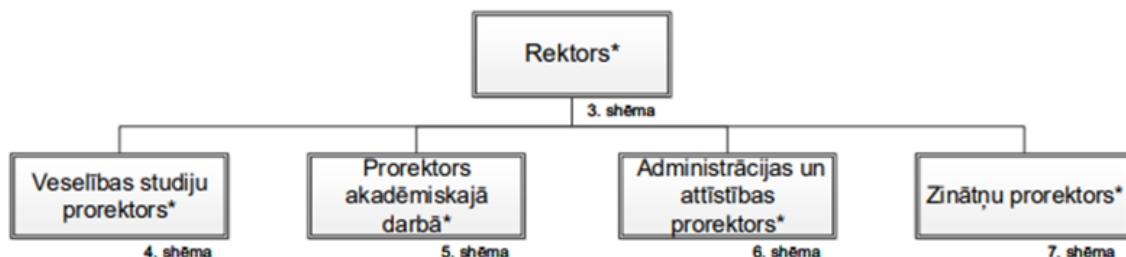 Rektors*
3. shēma
Veselības studiju
prorektors*
4. shēma
Prorektors
akadēmiskajā
darbā*
5. shēma
Administrācijas un
attīstības
prorektors*
6. shēma
Zinātņu prorektors*
7. shēma